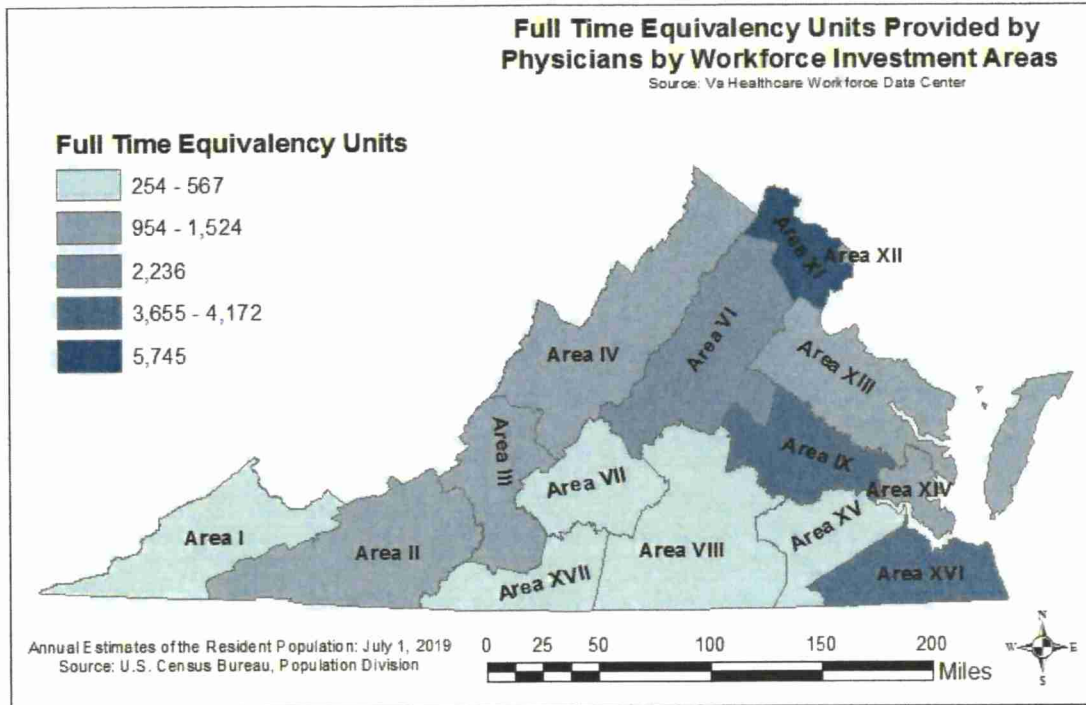 Full Time Equivalency Units Provided by
Physicians by Workforce Investment Areas
Source: Va Healthcare Workforce Data Center
Full Time Equivalency Units
254 - 567
954 - 1,524
2,236
3,655 - 4,172
5,745
Area XI
Area XII
Area VI
Area IV
Area XIII
Area III
Area IX
Area VII
Area XIV
Area I
Area XV
Area II
Area VIII
Area XVII
Area XVI
Annual Estimates of the Resident Population: July 1, 2019
Source: U.S. Census Bureau, Population Division
0 25 50 100 150 200
Miles
N
W E
S